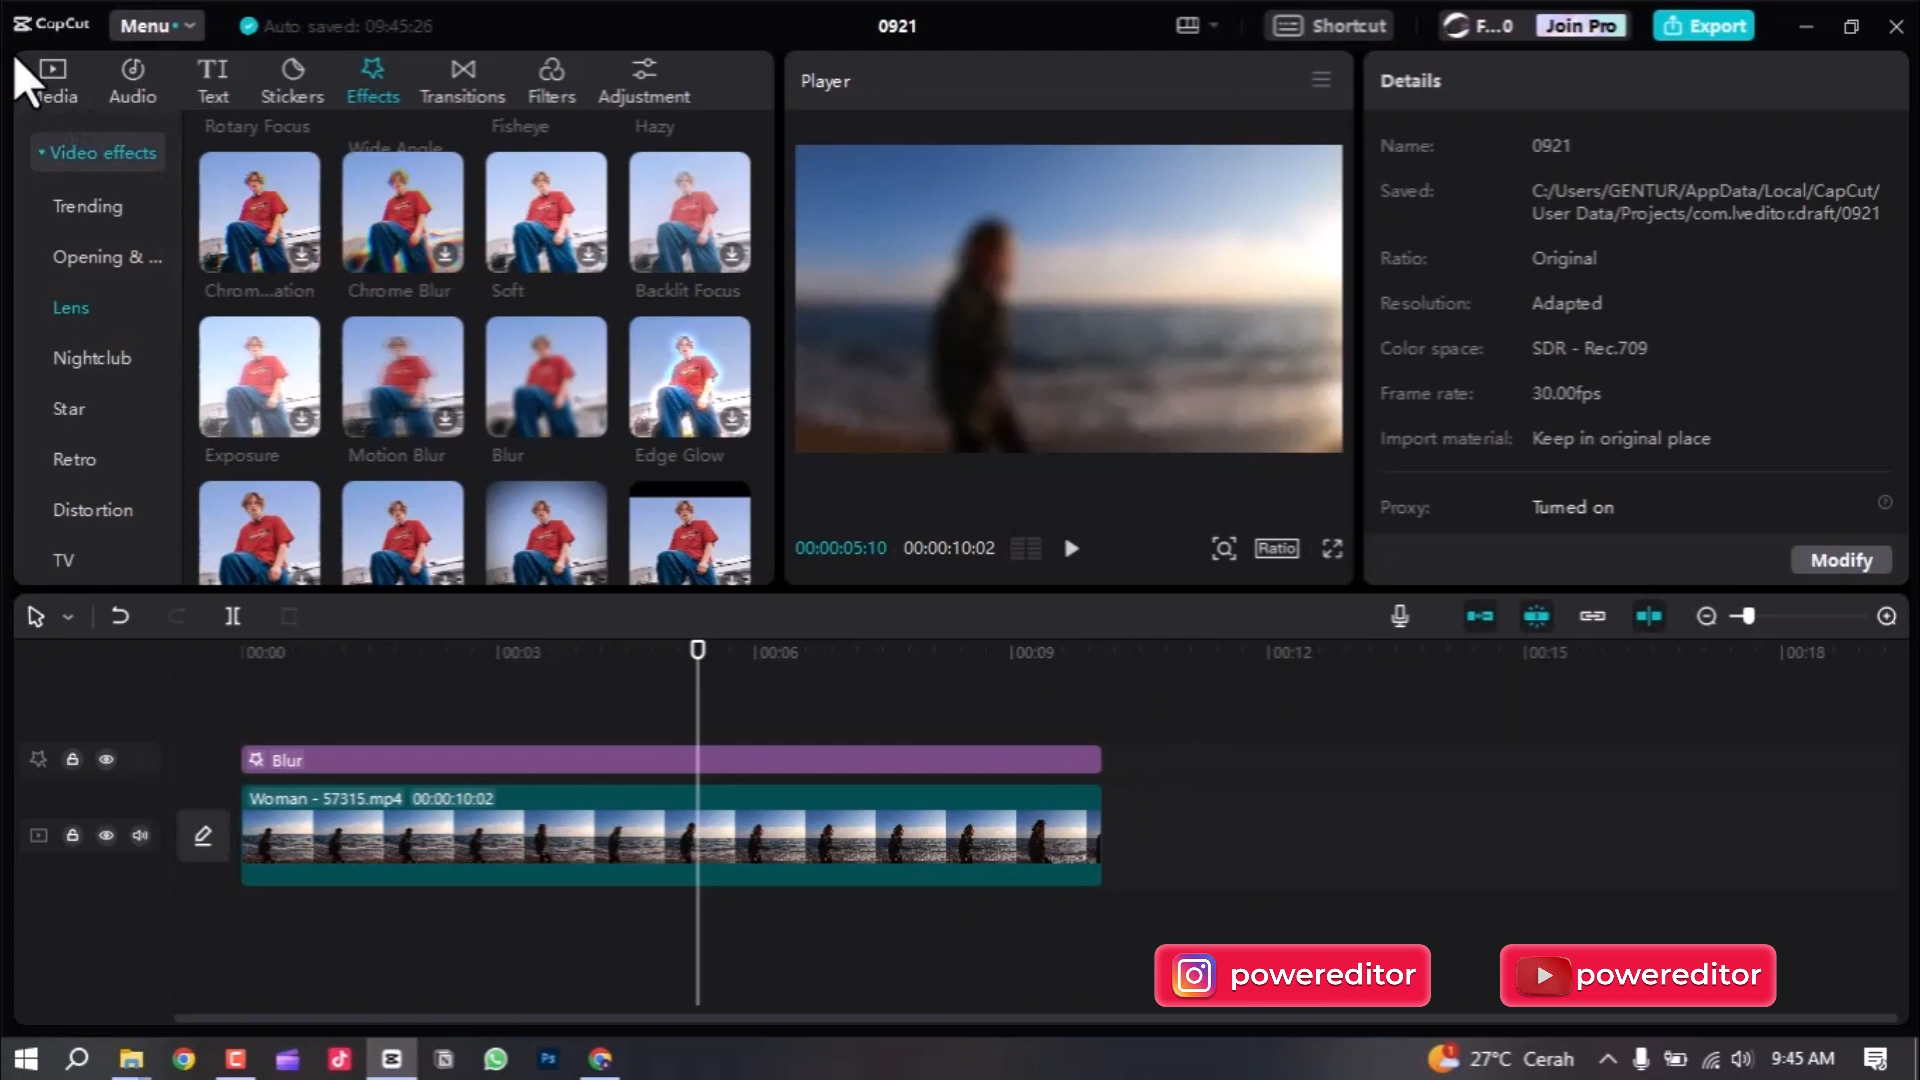 CapCut
Menu
Auto saved: 09:45:26
0921
Shortcut
F...0
Join Pro
Export
Audio
Text
Stickers
Effects
Transitions
Filters
Adjustment
Player
Details
Video effects
Trending
Opening & ...
Lens
Nightclub
Star
Retro
Distortion
TV
Rotary Focus
Wide Angle
Fisheye
Hazy
Chrom...ation
Chrome Blur
Soft
Backlit Focus
Exposure
Motion Blur
Blur
Edge Glow
00:00:05:10
00:00:10:02
Ratio
Name: 0921
Saved: C:/Users/GENTUR/AppData/Local/CapCut/
User Data/Projects/com.lveditor.draft/0921
Ratio: Original
Resolution: Adapted
Color space: SDR - Rec.709
Frame rate: 30.00fps
Import material: Keep in original place
Proxy: Turned on
Modify
00:00
00:03
00:06
00:09
00:12
00:15
00:18
Blur
Woman - 57315.mp4 00:00:10:02
powereditor
powereditor
Ps
1
27°C Cerah
9:45 AM